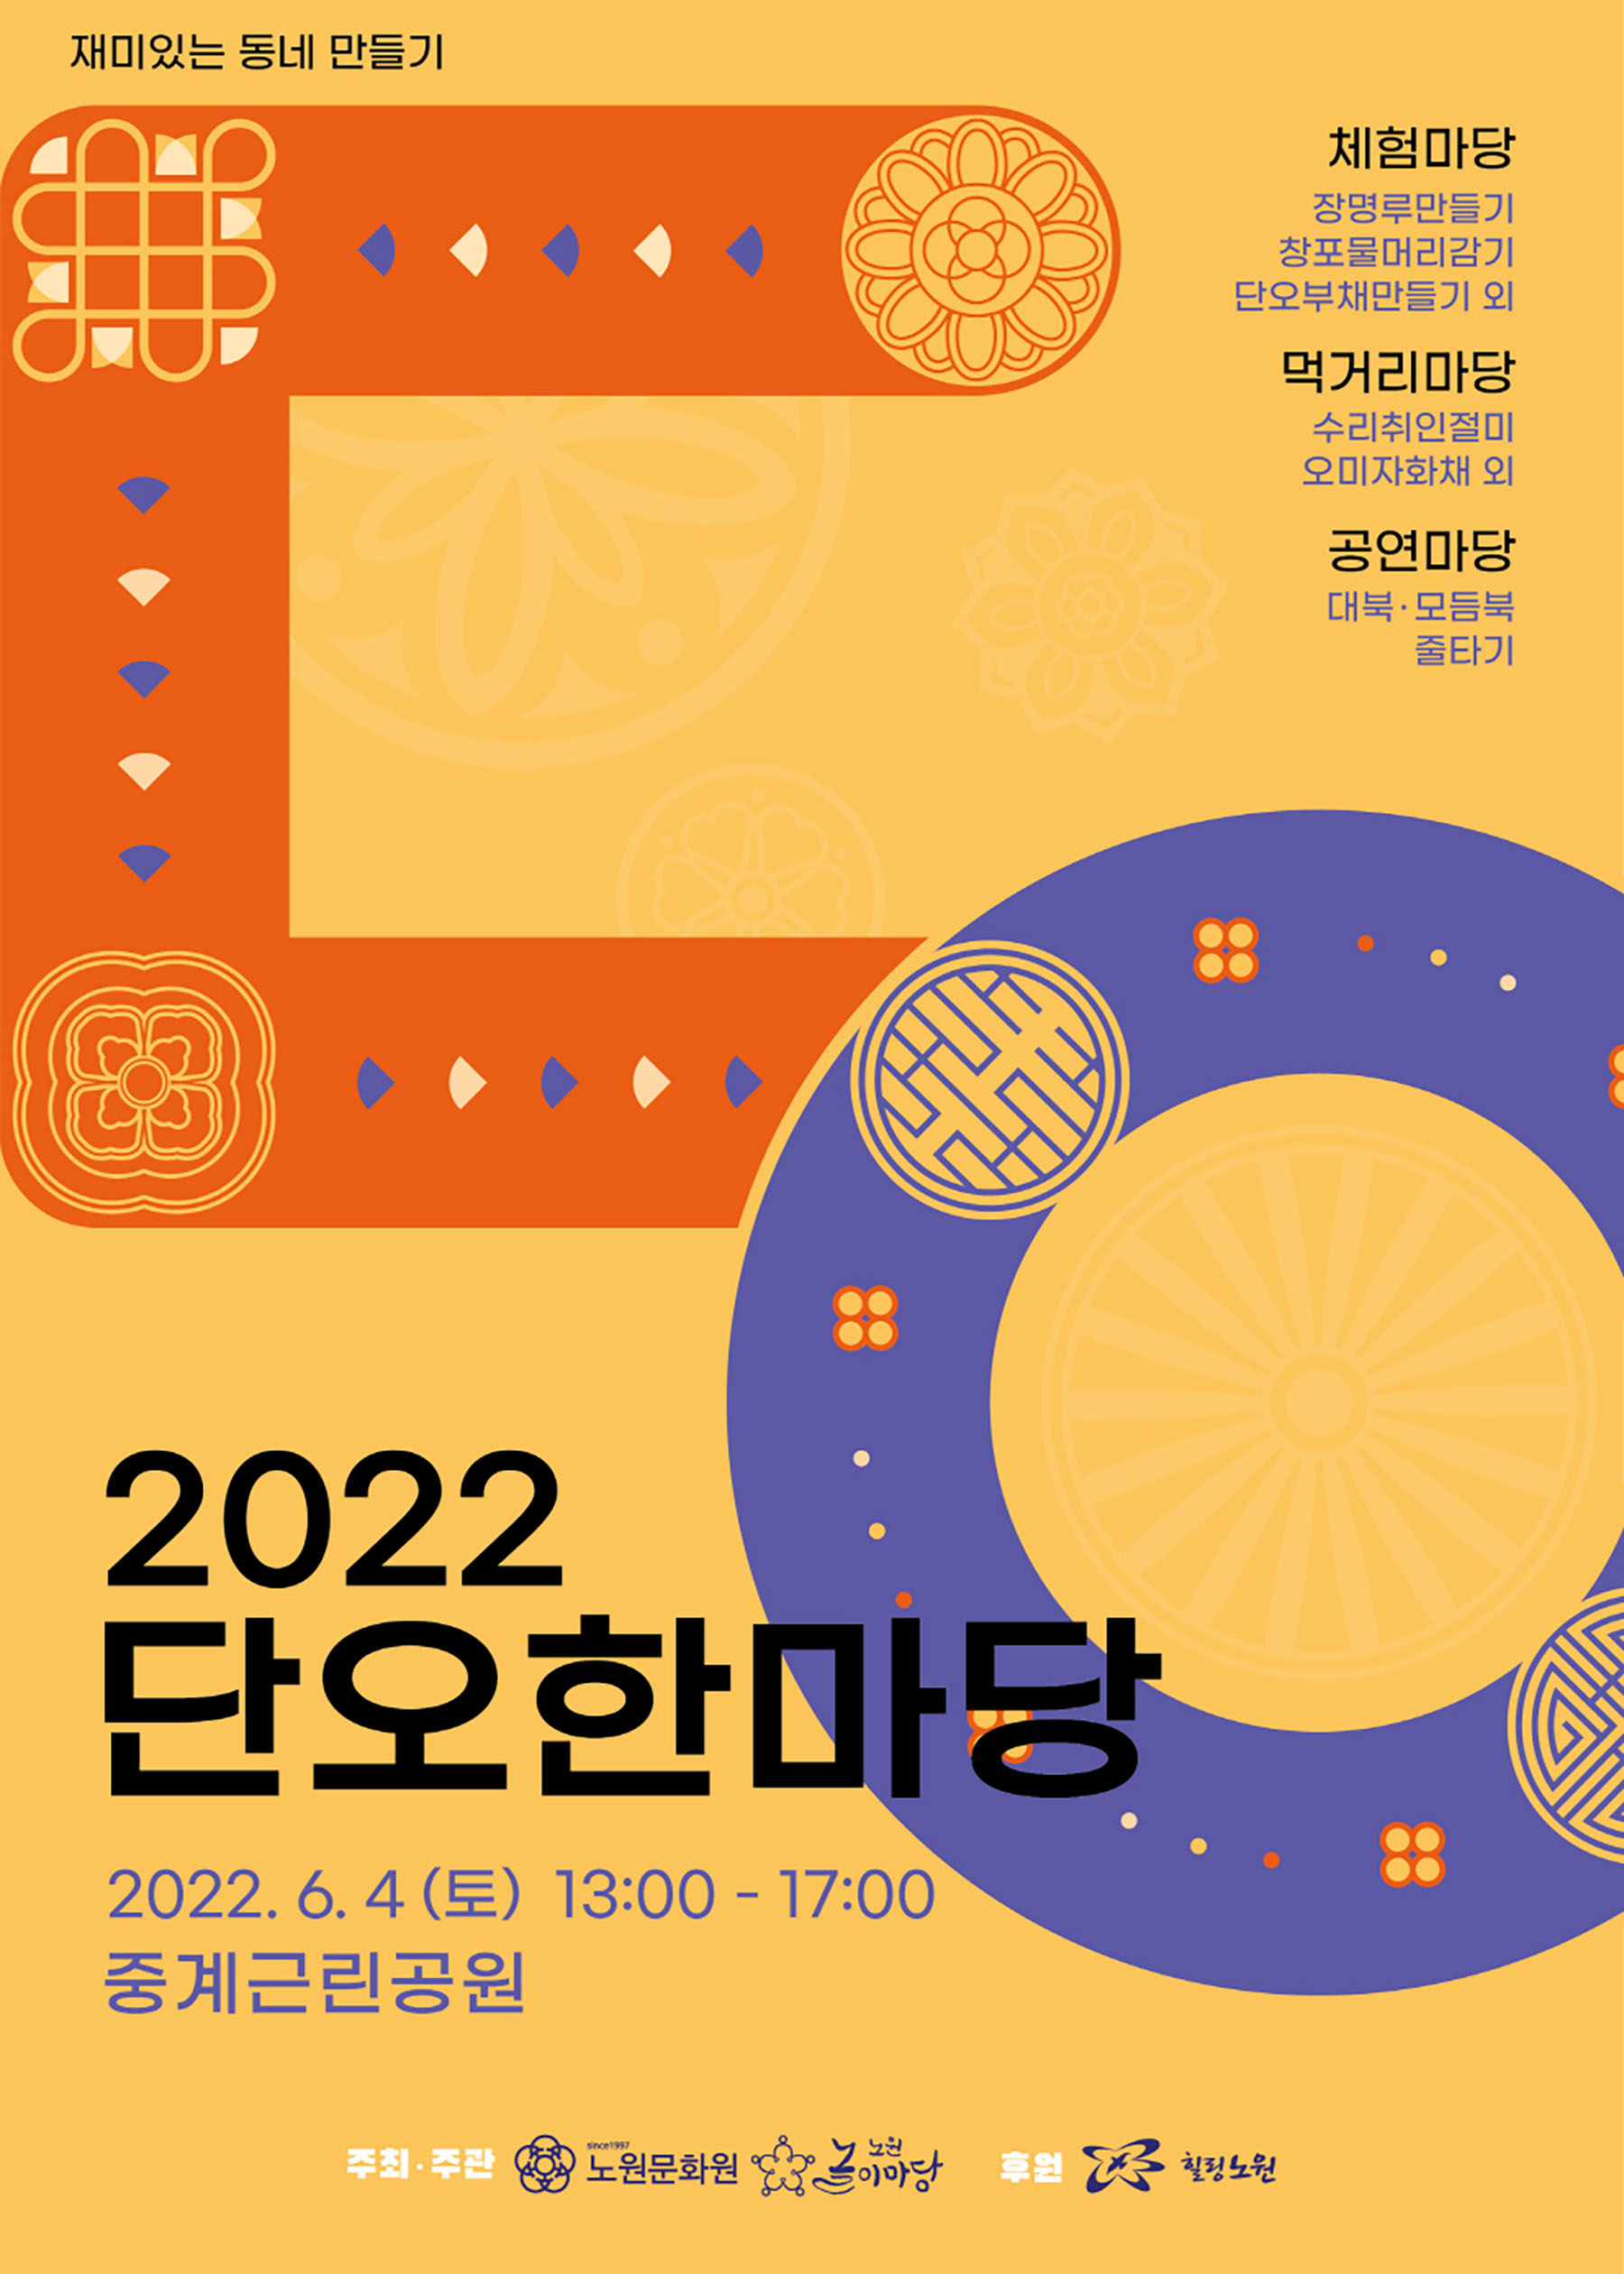 재미있는 동네 만들기
체험마당
장명루만들기
창포물머리감기
단오부채만들기 외
먹거리마당
수리취인절미
오미자화채 외
공연마당
대북·모듬북
줄타기
2022
단오한마당
2022. 6. 4 (토) 13:00 - 17:00
중계근린공원
주최·주관 since1997 노원문화원 노원 놀이마당 후원 힐링노원